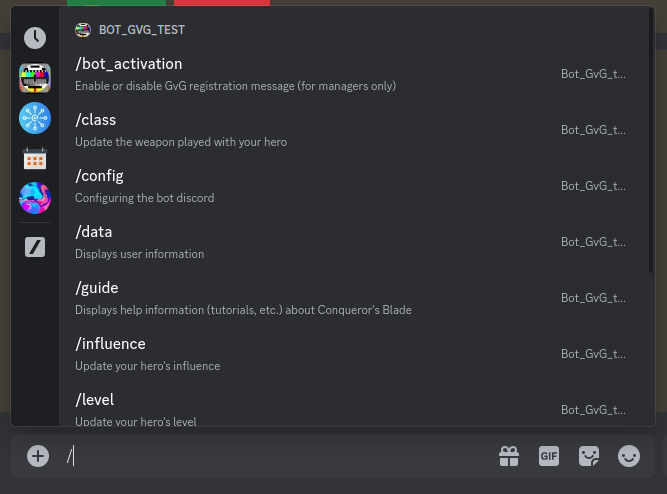 BOT_GVG_TEST
/bot_activation
Enable or disable GvG registration message (for managers only)
Bot_GvG_t...
/class
Update the weapon played with your hero
Bot_GvG_t...
/config
Configuring the bot discord
Bot_GvG_t...
/data
Displays user information
Bot_GvG_t...
/guide
Displays help information (tutorials, etc.) about Conqueror's Blade
Bot_GvG_t...
/influence
Update your hero's influence
Bot_GvG_t...
/level
Update your hero's level
Bot_GvG_t...
/
GIF